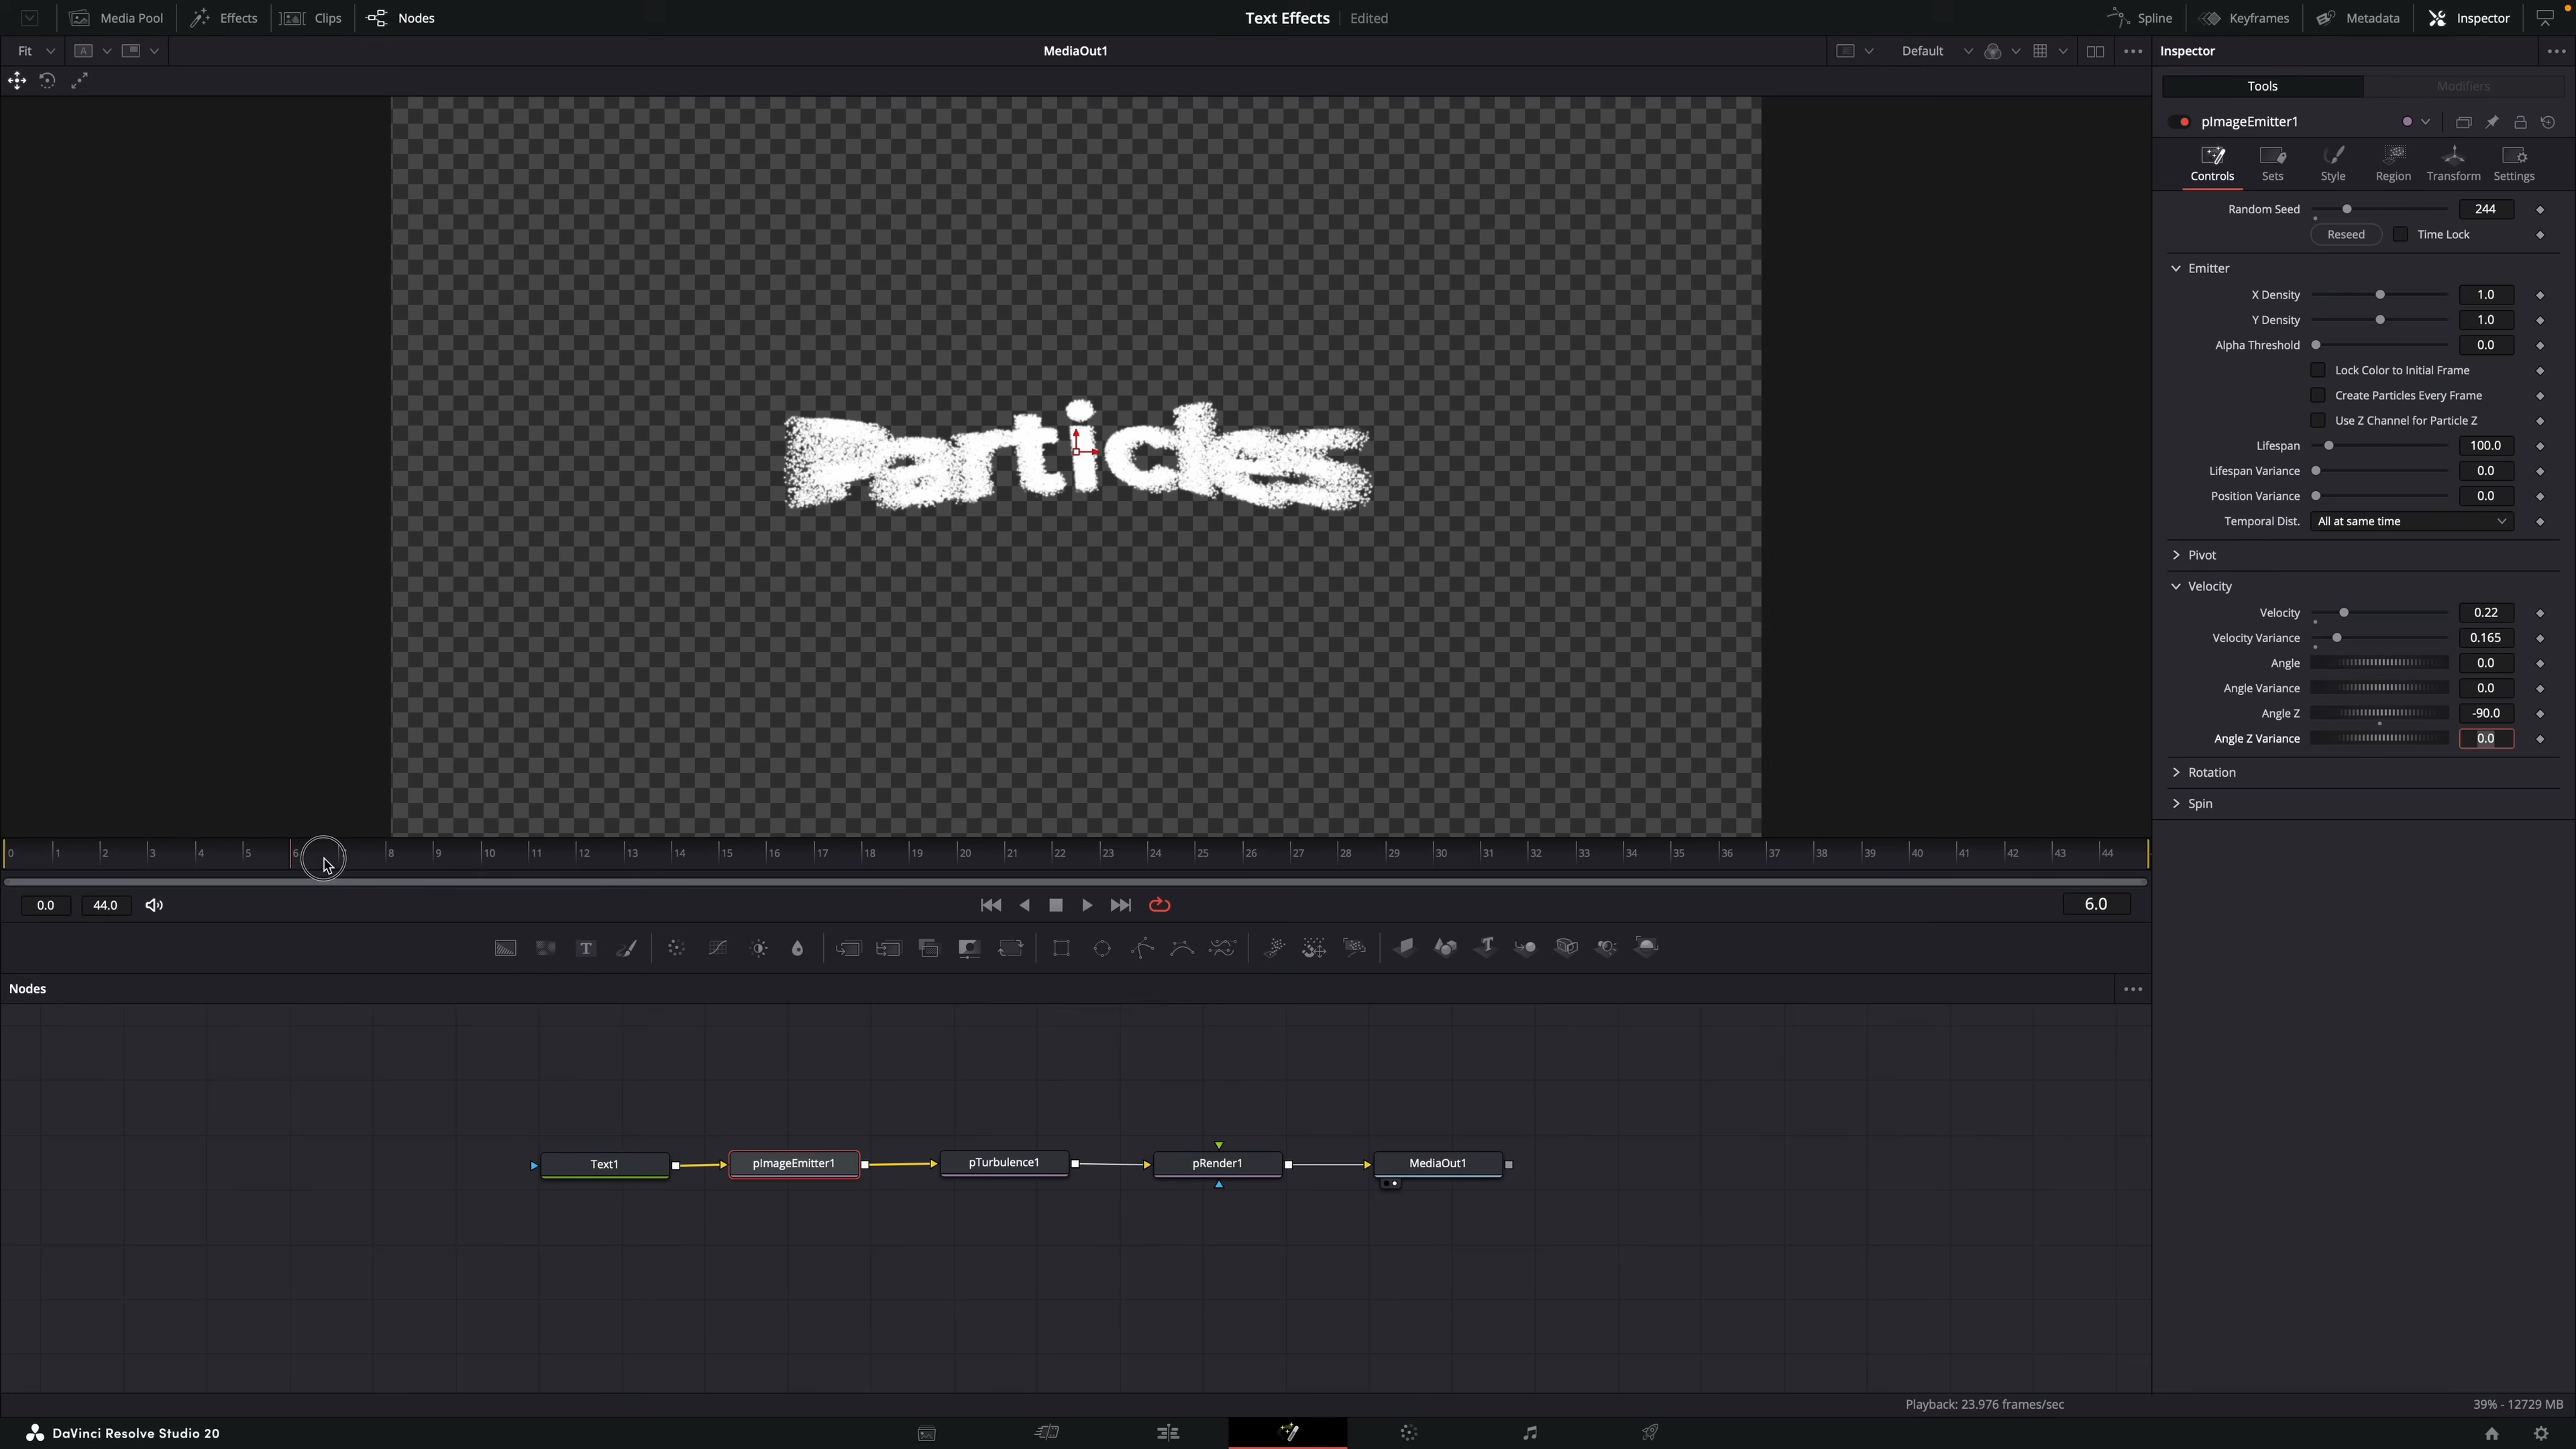 Media Pool Effects Clips Nodes Text Effects Edited Spline Keyframes Metadata Inspector
Fit A MediaOut1 Default Inspector
Tools Modifiers
pImageEmitter1
Controls Sets Style Region Transform Settings
Random Seed 244
Reseed Time Lock
Emitter
X Density 1.0
Y Density 1.0
Alpha Threshold 0.0
Lock Color to Initial Frame
Create Particles Every Frame
Use Z Channel for Particle Z
Lifespan 100.0
Lifespan Variance 0.0
Position Variance 0.0
Temporal Dist. All at same time
Pivot
Velocity
Velocity 0.22
Velocity Variance 0.165
Angle 0.0
Angle Variance 0.0
Angle Z -90.0
Angle Z Variance 0.0
Rotation
Spin
Particles
0 1 2 3 4 5 6 8 9 10 11 12 13 14 15 16 17 18 19 20 21 22 23 24 25 26 27 28 29 30 31 32 33 34 35 36 37 38 39 40 41 42 43 44
0.0 44.0 6.0
T T
Nodes
Text1 pImageEmitter1 pTurbulence1 pRender1 MediaOut1
Playback: 23.976 frames/sec 39% - 12729 MB
DaVinci Resolve Studio 20